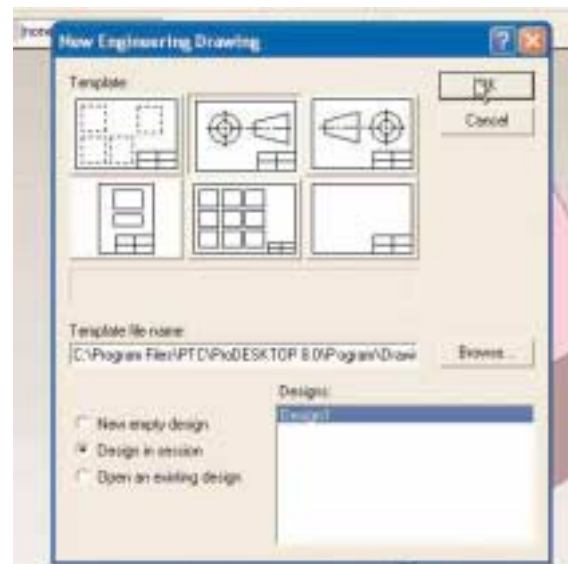 New Engineering Drawing
Template
OK
Cancel
Template file name
C:\Program Files\PTC\ProDESKTOP 8.0\Program\Drawi
Browse...
Designs:
New empty design
Design1
Design in session
Open an existing design